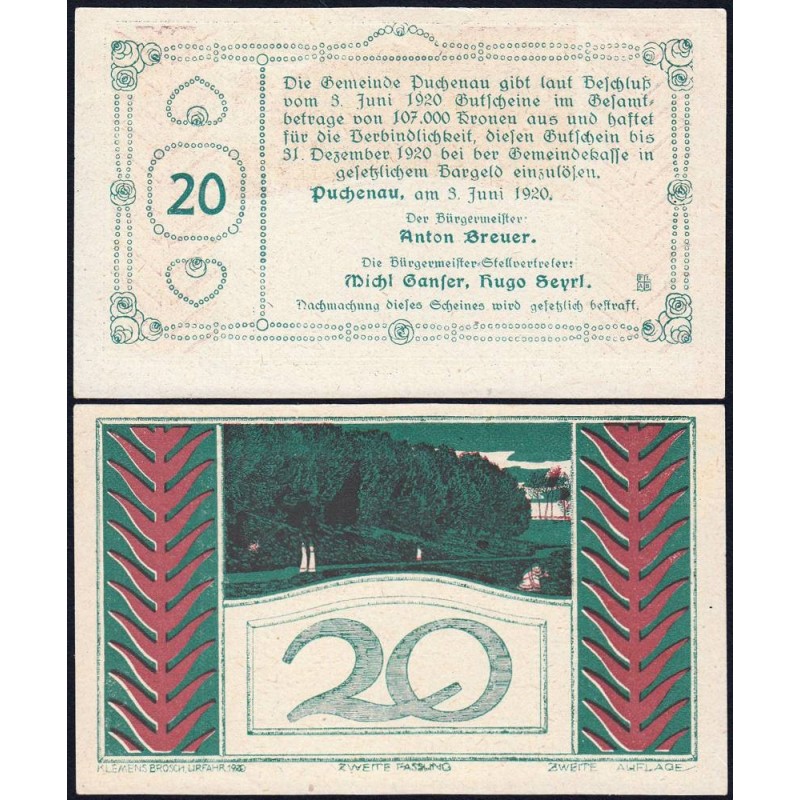 Die Gemeinde Puchenau gibt laut Beschluß
vom 3. Juni 1920 Gutscheine im Gesamt-
betrage von 107.000 Kronen aus und haftet
für die Verbindlichkeit, diesen Gutschein bis
31. Dezember 1920 bei der Gemeindekasse in
gesetzlichem Bargeld einzulösen.
Puchenau, am 3. Juni 1920.
Der Bürgermeister:
Anton Breuer.
Die Bürgermeister-Stellvertreter:
Michl Ganser, Hugo Seyrl.
Nachmachung dieses Scheines wird gesetzlich bestraft.
20
20
KLEMENS BROSCH, URFAHR 1920
ZWEITE FASSUNG
ZWEITE AUFLAGE